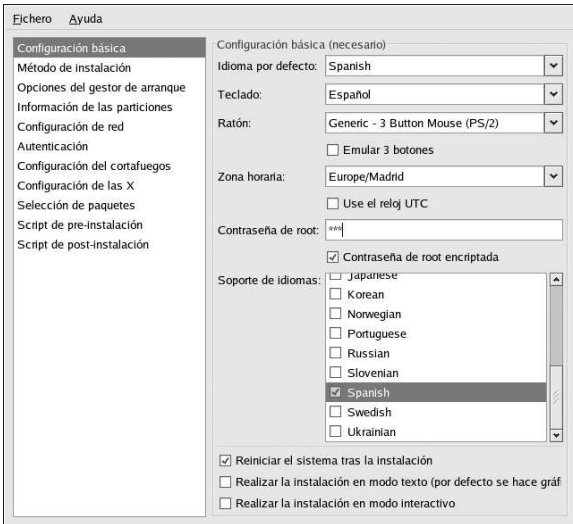 Fichero Ayuda
Configuración básica
Método de instalación
Opciones del gestor de arranque
Información de las particiones
Configuración de red
Autenticación
Configuración del cortafuegos
Configuración de las X
Selección de paquetes
Script de pre-instalación
Script de post-instalación
Configuración básica (necesario)
Idioma por defecto: Spanish
Teclado: Español
Ratón: Generic - 3 Button Mouse (PS/2)
Emular 3 botones
Zona horaria: Europe/Madrid
Use el reloj UTC
Contraseña de root: ***
Contraseña de root encriptada
Soporte de idiomas:
Japanese
Korean
Norwegian
Portuguese
Russian
Slovenian
Spanish
Swedish
Ukrainian
Reiniciar el sistema tras la instalación
Realizar la instalación en modo texto (por defecto se hace gráfi
Realizar la instalación en modo interactivo